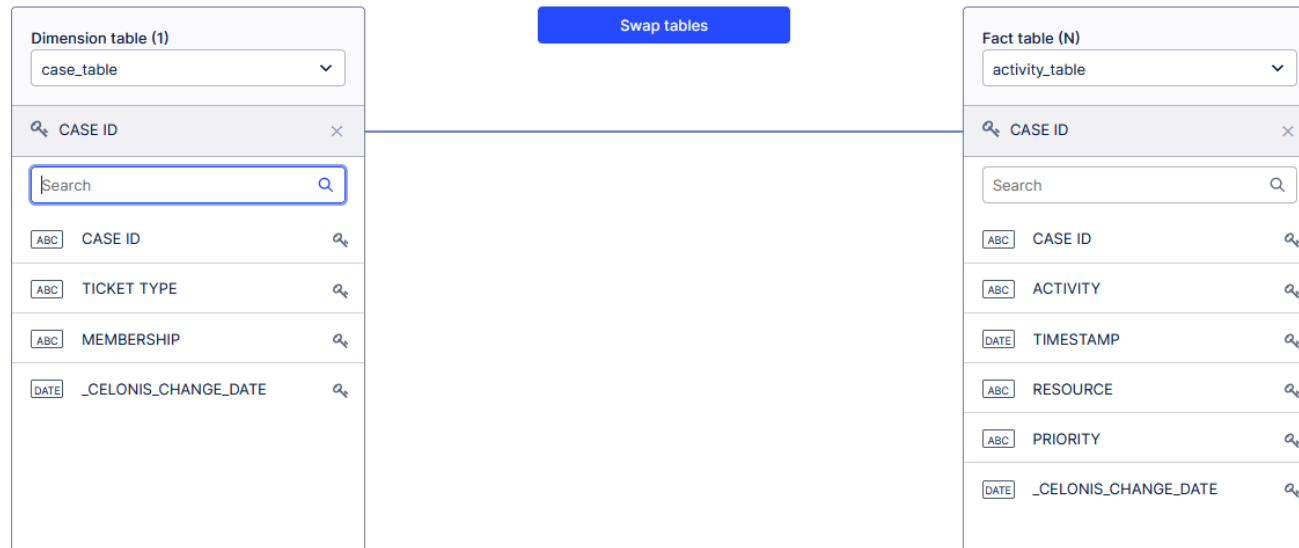 Swap tables
Dimension table (1)
case_table
CASE ID
Search
ABC CASE ID
ABC TICKET TYPE
ABC MEMBERSHIP
DATE _CELONIS_CHANGE_DATE
Fact table (N)
activity_table
CASE ID
Search
ABC CASE ID
ABC ACTIVITY
DATE TIMESTAMP
ABC RESOURCE
ABC PRIORITY
DATE _CELONIS_CHANGE_DATE